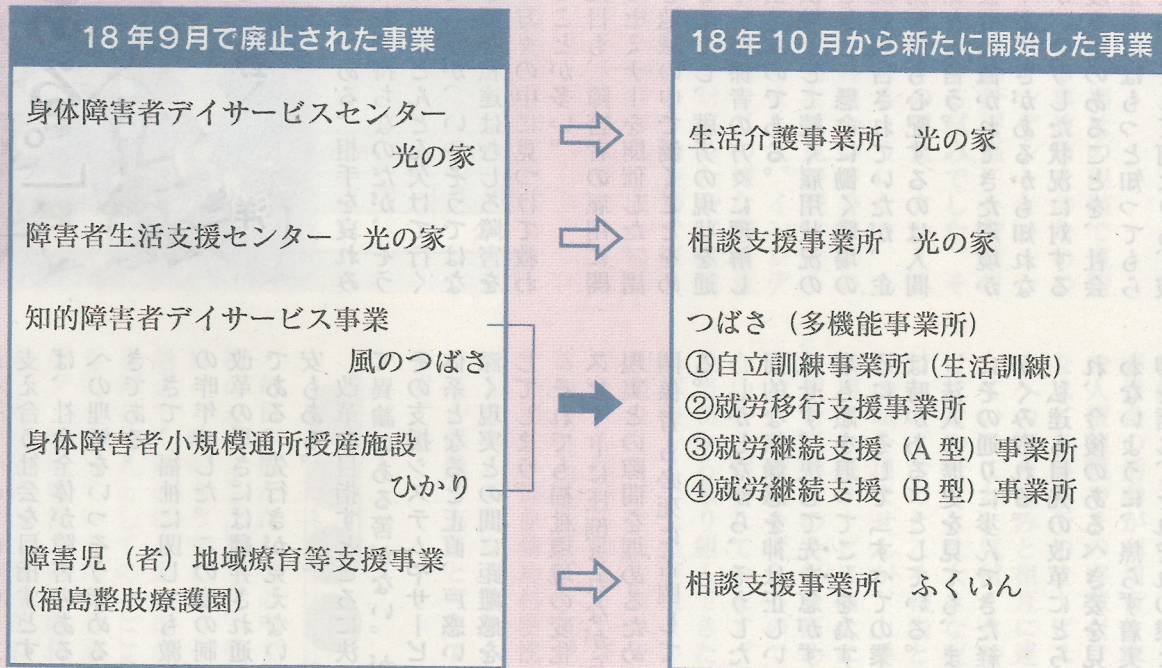 18年9月で廃止された事業
身体障害者デイサービスセンター
光の家
障害者生活支援センター 光の家
知的障害者デイサービス事業
風のつばさ
身体障害者小規模通所授産施設
ひかり
障害児(者)地域療育等支援事業
(福島整肢療護園)
18年10月から新たに開始した事業
生活介護事業所 光の家
相談支援事業所 光の家
つばさ(多機能事業所)
①自立訓練事業所(生活訓練)
②就労移行支援事業所
③就労継続支援(A型)事業所
④就労継続支援(B型)事業所
相談支援事業所 ふくいん